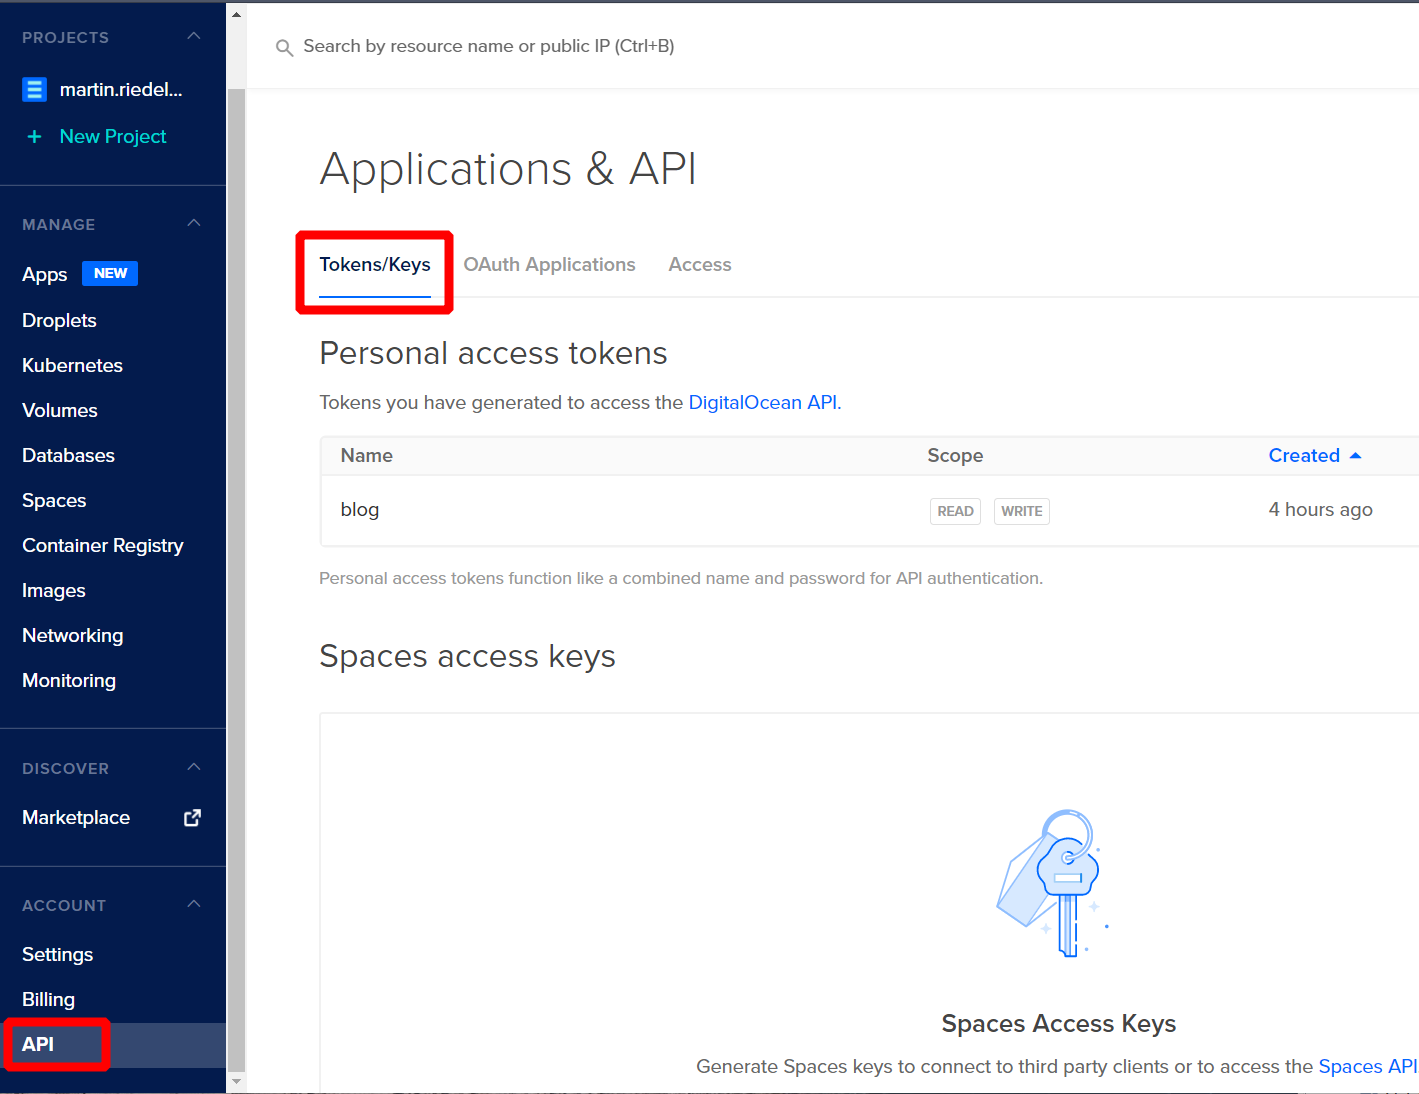 PROJECTS
martin.riedel...
+ New Project
MANAGE
Apps NEW
Droplets
Kubernetes
Volumes
Databases
Spaces
Container Registry
Images
Networking
Monitoring
DISCOVER
Marketplace
ACCOUNT
Settings
Billing
API
Search by resource name or public IP (Ctrl+B)
Applications & API
Tokens/Keys OAuth Applications Access
Personal access tokens
Tokens you have generated to access the DigitalOcean API.
Name Scope Created
blog READ WRITE 4 hours ago
Personal access tokens function like a combined name and password for API authentication.
Spaces access keys
Spaces Access Keys
Generate Spaces keys to connect to third party clients or to access the Spaces API